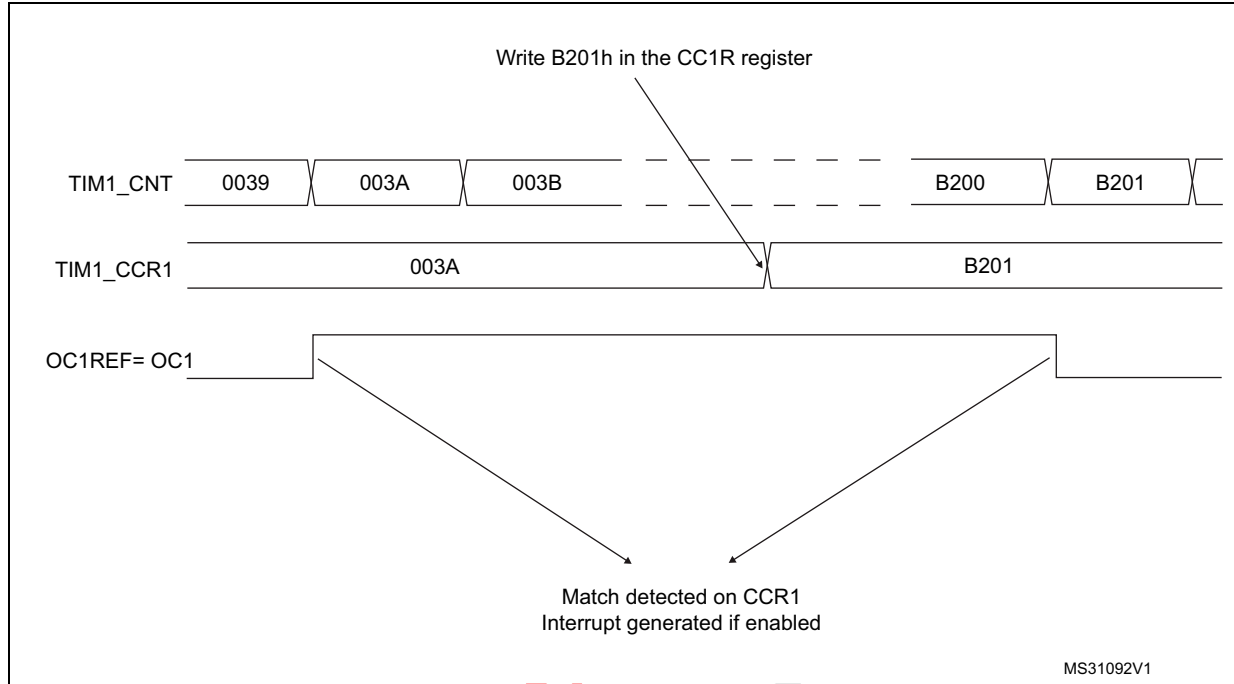 Write B201h in the CC1R register
TIM1_CNT 0039 003A 003B B200 B201
TIM1_CCR1 003A B201
OC1REF= OC1
Match detected on CCR1
Interrupt generated if enabled
MS31092V1